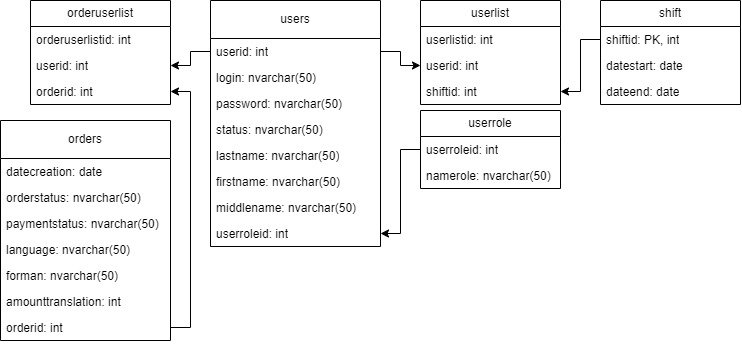 orderuserlist
orderuserlistid: int
userid: int
orderid: int
users
userid: int
login: nvarchar(50)
password: nvarchar(50)
status: nvarchar(50)
lastname: nvarchar(50)
firstname: nvarchar(50)
middlename: nvarchar(50)
userroleid: int
userlist
userlistid: int
userid: int
shiftid: int
shift
shiftid: PK, int
datestart: date
dateend: date
orders
datecreation: date
orderstatus: nvarchar(50)
paymentstatus: nvarchar(50)
language: nvarchar(50)
forman: nvarchar(50)
amounttranslation: int
orderid: int
userrole
userroleid: int
namerole: nvarchar(50)